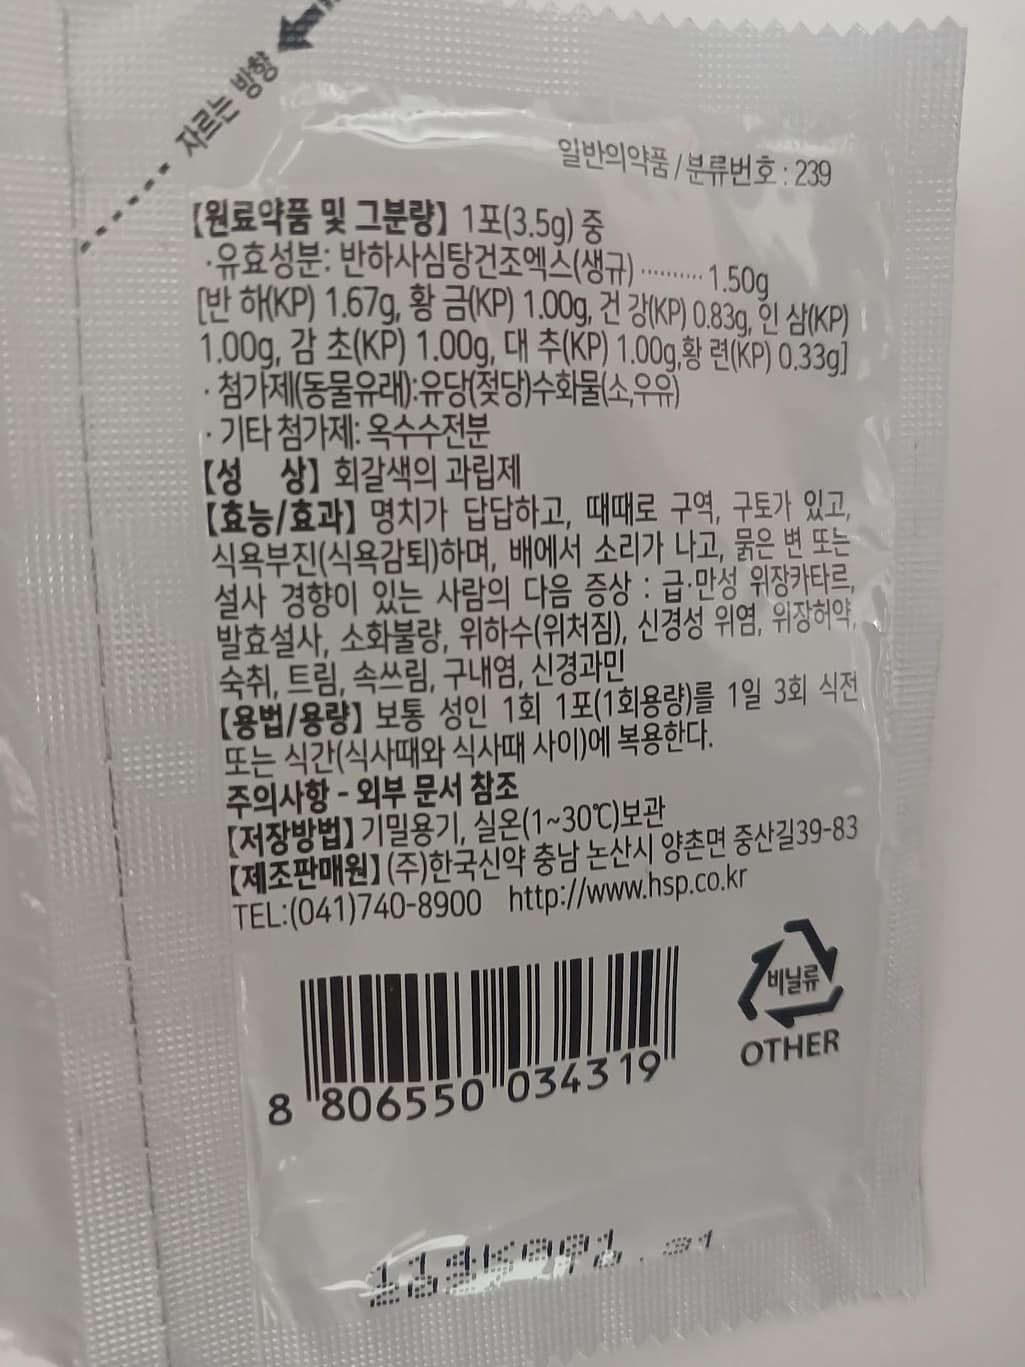 자르는 방향
일반의약품/분류번호 : 239
【원료약품 및 그분량】 1포(3.5g) 중
·유효성분: 반하사심탕건조엑스(생규) ·········· 1.50g
[반 하(KP) 1.67g, 황 금(KP) 1.00g, 건 강(KP) 0.83g, 인 삼(KP)
1.00g, 감 초(KP) 1.00g, 대 추(KP) 1.00g,황 련(KP) 0.33g]
· 첨가제(동물유래):유당(젖당)수화물(소,우유)
· 기타 첨가제: 옥수수전분
【성 상】 회갈색의 과립제
【효능/효과】 명치가 답답하고, 때때로 구역, 구토가 있고,
식욕부진(식욕감퇴)하며, 배에서 소리가 나고, 묽은 변 또는
설사 경향이 있는 사람의 다음 증상 : 급·만성 위장카타르,
발효설사, 소화불량, 위하수(위처짐), 신경성 위염, 위장허약,
숙취, 트림, 속쓰림, 구내염, 신경과민
【용법/용량】 보통 성인 1회 1포(1회용량)를 1일 3회 식전
또는 식간(식사때와 식사때 사이)에 복용한다.
주의사항 - 외부 문서 참조
【저장방법】 기밀용기, 실온(1~30℃)보관
【제조판매원】 (주)한국신약 충남 논산시 양촌면 중산길39-83
TEL:(041)740-8900 http://www.hsp.co.kr
비닐류
OTHER
8 806550 034319